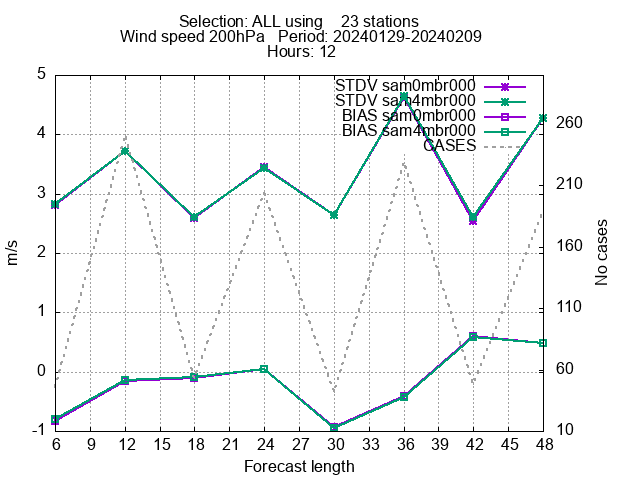 Selection: ALL using 23 stations
Wind speed 200hPa Period: 20240129-20240209
Hours: 12
STDV sam0mbr000
STDV sam4mbr000
BIAS sam0mbr000
BIAS sam4mbr000
CASES
5
4
3
2
1
0
-1
m/s
260
210
160
110
60
10
No cases
6 9 12 15 18 21 24 27 30 33 36 39 42 45 48
Forecast length